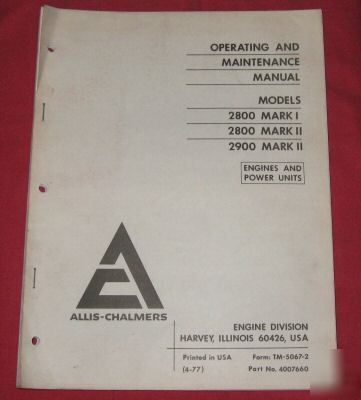 OPERATING AND
MAINTENANCE
MANUAL
MODELS
2800 MARK I
2800 MARK II
2900 MARK II
ENGINES AND
POWER UNITS
ALLIS-CHALMERS
ENGINE DIVISION
HARVEY, ILLINOIS 60426, USA
Printed in USA Form: TM-5067-2
(4-77) Part No. 4007660